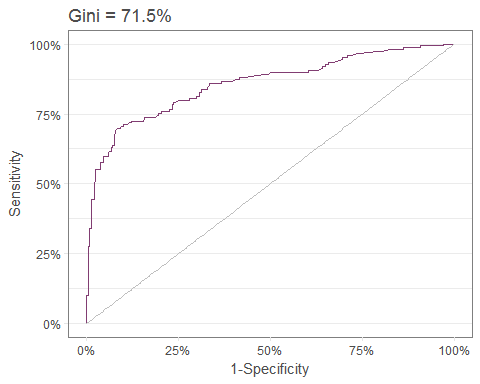 Gini = 71.5%
100%
75%
50%
25%
0%
Sensitivity
0% 25% 50% 75% 100%
1-Specificity